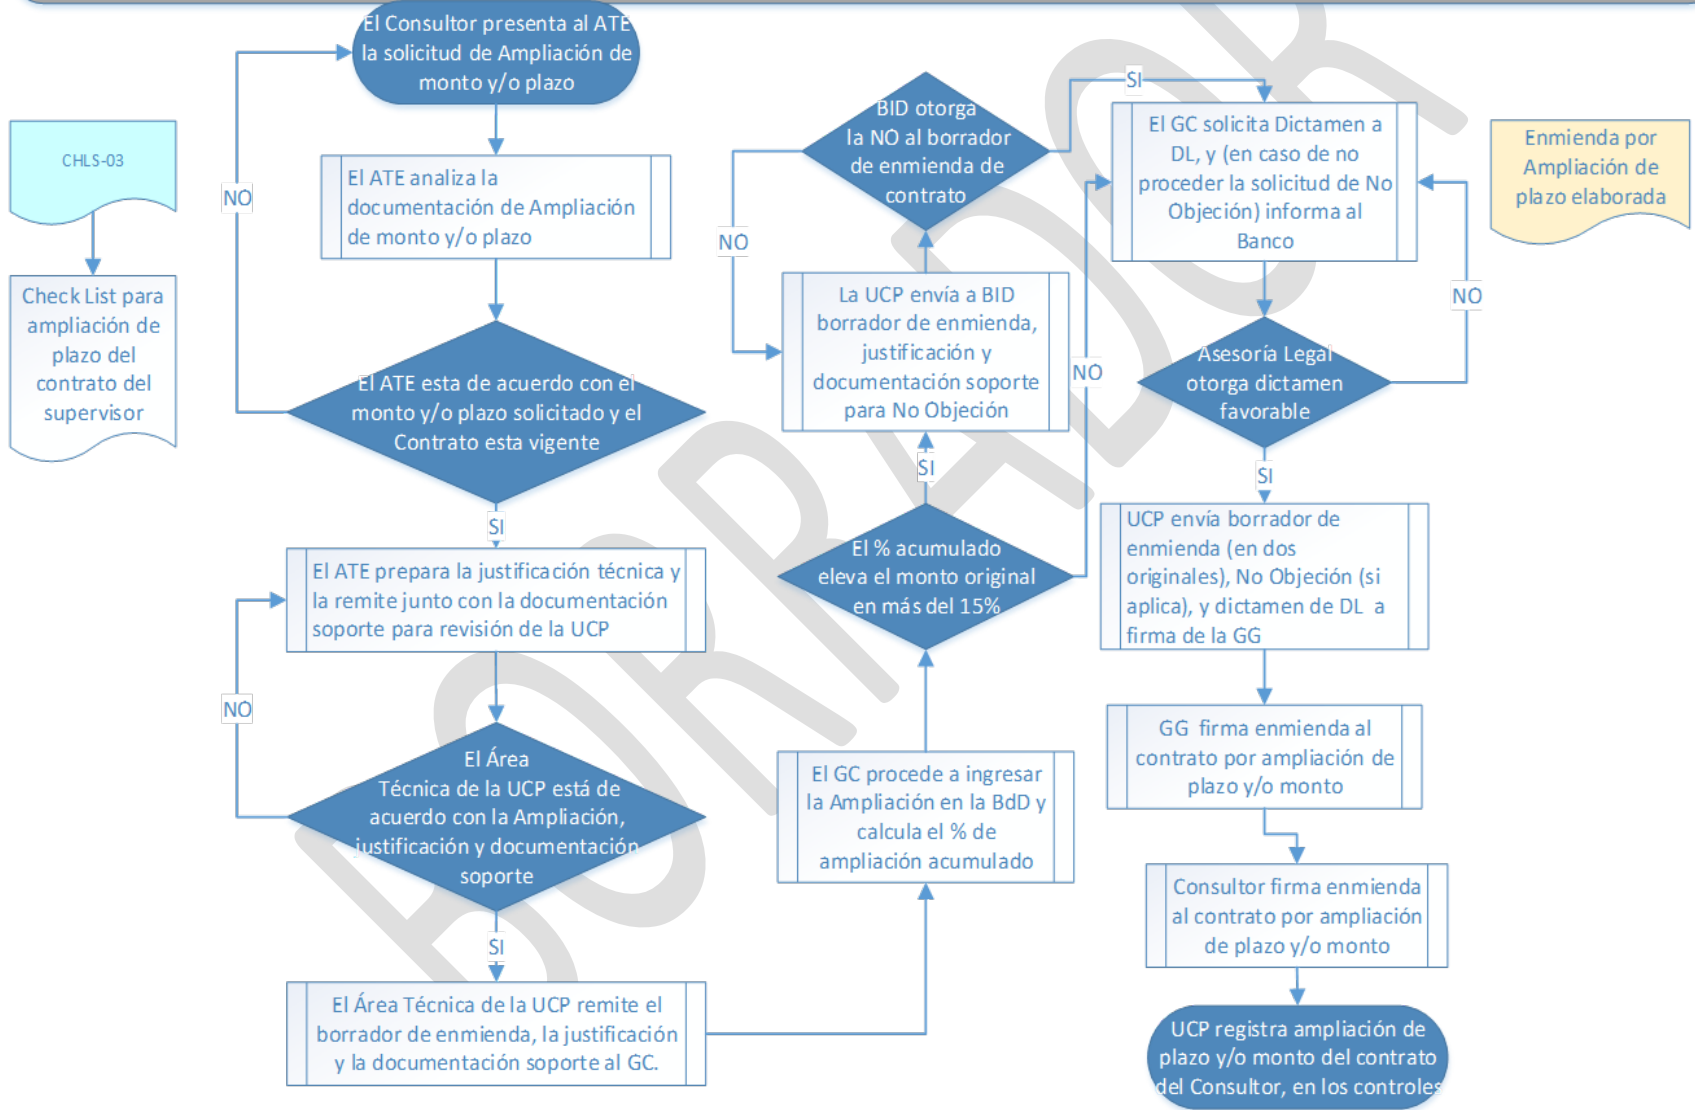 El Consultor presenta al ATE
la solicitud de Ampliación de
monto y/o plazo
CHLS-03
Check List para
ampliación de
plazo del
contrato del
supervisor
NO
El ATE analiza la
documentación de Ampliación
de monto y/o plazo
El ATE esta de acuerdo con el
monto y/o plazo solicitado y el
Contrato esta vigente
SI
El ATE prepara la justificación técnica y
la remite junto con la documentación
soporte para revisión de la UCP
NO
El Área
Técnica de la UCP está de
acuerdo con la Ampliación,
justificación y documentación
soporte
SI
El Área Técnica de la UCP remite el
borrador de enmienda, la justificación
y la documentación soporte al GC.
El GC procede a ingresar
la Ampliación en la BdD y
calcula el % de
ampliación acumulado
El % acumulado
eleva el monto original
en más del 15%
SI
NO
La UCP envía a BID
borrador de enmienda,
justificación y
documentación soporte
para No Objeción
NO
BID otorga
la NO al borrador
de enmienda de
contrato
SI
El GC solicita Dictamen a
DL, y (en caso de no
proceder la solicitud de No
Objeción) informa al
Banco
NO
Asesoría Legal
otorga dictamen
favorable
SI
UCP envía borrador de
enmienda (en dos
originales), No Objeción (si
aplica), y dictamen de DL a
firma de la GG
GG firma enmienda al
contrato por ampliación de
plazo y/o monto
Consultor firma enmienda
al contrato por ampliación
de plazo y/o monto
UCP registra ampliación de
plazo y/o monto del contrato
del Consultor, en los controles
Enmienda por
Ampliación de
plazo elaborada
BORRADOR